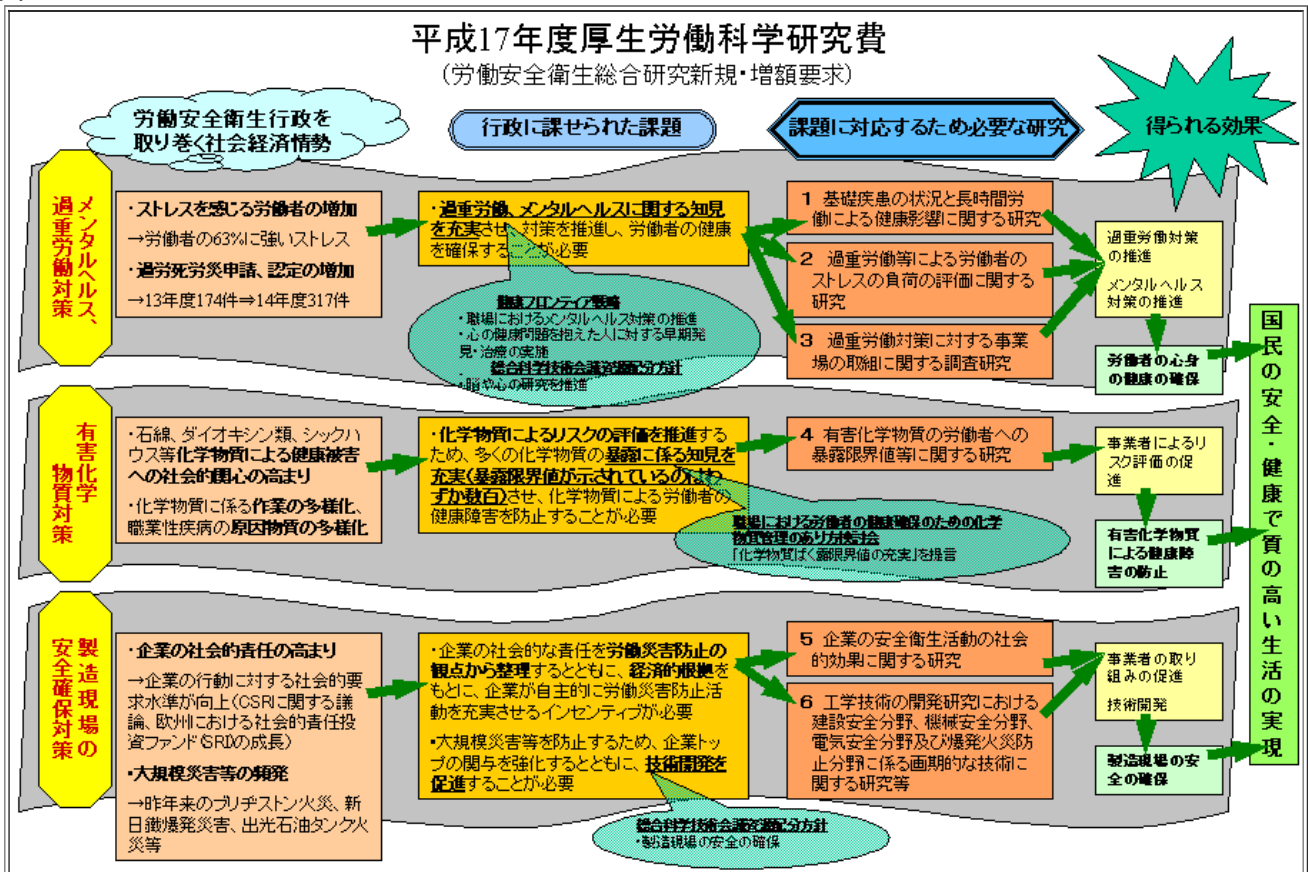 平成17年度厚生労働科学研究費
(労働安全衛生総合研究新規・増額要求)
労働安全衛生行政を
取り巻く社会経済情勢
行政に課せられた課題
課題に対応するため必要な研究
得られる効果
メンタルヘルス、
過重労働対策
・ストレスを感じる労働者の増加
→労働者の63%に強いストレス
・過労死労災申請、認定の増加
→13年度174件⇒14年度317件
・過重労働、メンタルヘルスに関する知見
を充実させ、対策を推進し、労働者の健康
を確保することが必要
健康フロンティア戦略
・職場におけるメンタルヘルス対策の推進
・心の健康問題を抱えた人に対する早期発
見・治療の実施
総合科学技術会議資源配分方針
・脳や心の研究を推進
1 基礎疾患の状況と長時間労
働による健康影響に関する研究
2 過重労働等による労働者の
ストレスの負荷の評価に関する
研究
3 過重労働対策に対する事業
場の取組に関する調査研究
過重労働対策
の推進
メンタルヘルス
対策の推進
労働者の心身
の健康の確保
有害化学
物質対策
・石綿、ダイオキシン類、シックハ
ウス等化学物質による健康被害
への社会的関心の高まり
・化学物質に係る作業の多様化、
職業性疾病の原因物質の多様化
・化学物質によるリスクの評価を推進する
ため、多くの化学物質の暴露に係る知見を
充実(暴露限界値が示されているのはわ
ずか数百)させ、化学物質による労働者の
健康障害を防止することが必要
職場における労働者の健康確保のための化学
物質管理のあり方検討会
「化学物質ばく露限界値の充実」を提言
4 有害化学物質の労働者への
暴露限界値等に関する研究
事業者によるリ
スク評価の促
進
有害化学物質
による健康障
害の防止
製造現場の
安全確保対策
・企業の社会的責任の高まり
→企業の行動に対する社会的要
求水準が向上(CSRに関する議
論、欧州における社会的責任投
資ファンド(SRI)の成長)
・大規模災害等の頻発
→昨年来のブリヂストン火災、新
日鐵爆発災害、出光石油タンク火
災等
・企業の社会的な責任を労働災害防止の
観点から整理するとともに、経済的根拠を
もとに、企業が自主的に労働災害防止活
動を充実させるインセンティブが必要
・大規模災害等を防止するため、企業トッ
プの関与を強化するとともに、技術開発を
促進することが必要
総合科学技術会議資源配分方針
・製造現場の安全の確保
5 企業の安全衛生活動の社会
的効果に関する研究
6 工学技術の開発研究における
建設安全分野、機械安全分野、
電気安全分野及び爆発火災防
止分野に係る画期的な技術に
関する研究等
事業者の取り
組みの促進
技術開発
製造現場の安
全の確保
国民の安全・健康で質の高い生活の実現